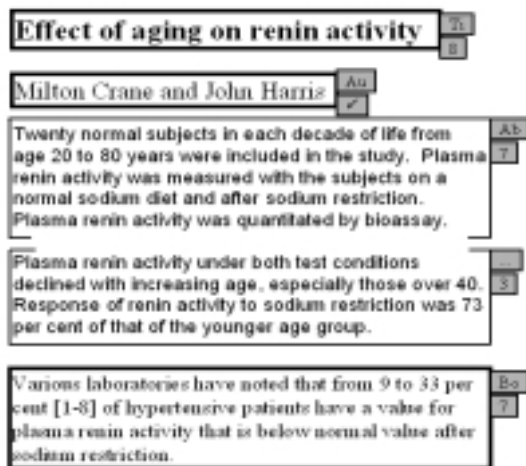 Effect of aging on renin activity
Ti
8
Milton Crane and John Harris
Au
✓
Twenty normal subjects in each decade of life from
Ab
age 20 to 80 years were included in the study. Plasma
7
renin activity was measured with the subjects on a
normal sodium diet and after sodium restriction.
Plasma renin activity was quantitated by bioassay.
Plasma renin activity under both test conditions
...
declined with increasing age, especially those over 40.
3
Response of renin activity to sodium restriction was 73
per cent of that of the younger age group.
Various laboratories have noted that from 9 to 33 per
Bo
cent [1-8] of hypertensive patients have a value for
7
plasma renin activity that is below normal value after
sodium restriction.